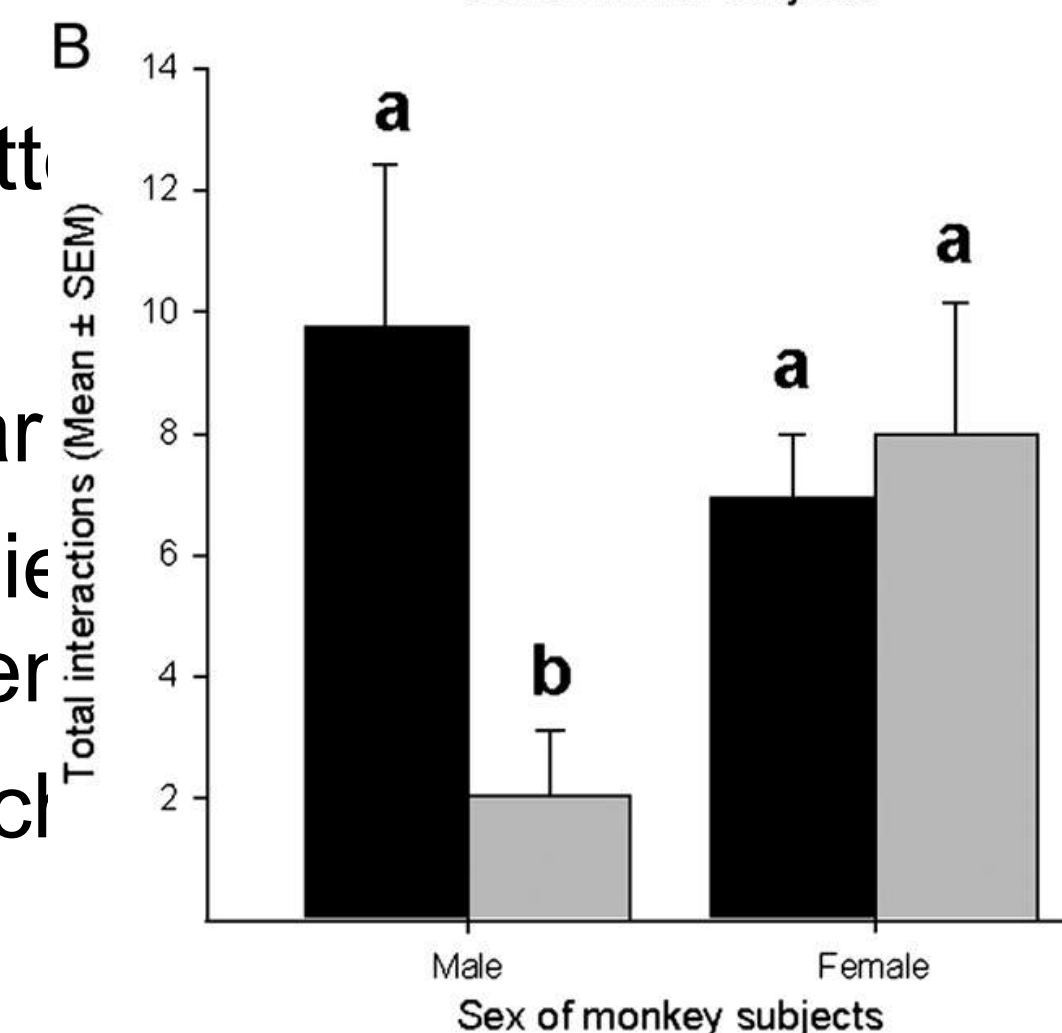 B
14
12
10
8
6
4
2
Total interactions (Mean ± SEM)
a
b
a
a
Male
Female
Sex of monkey subjects